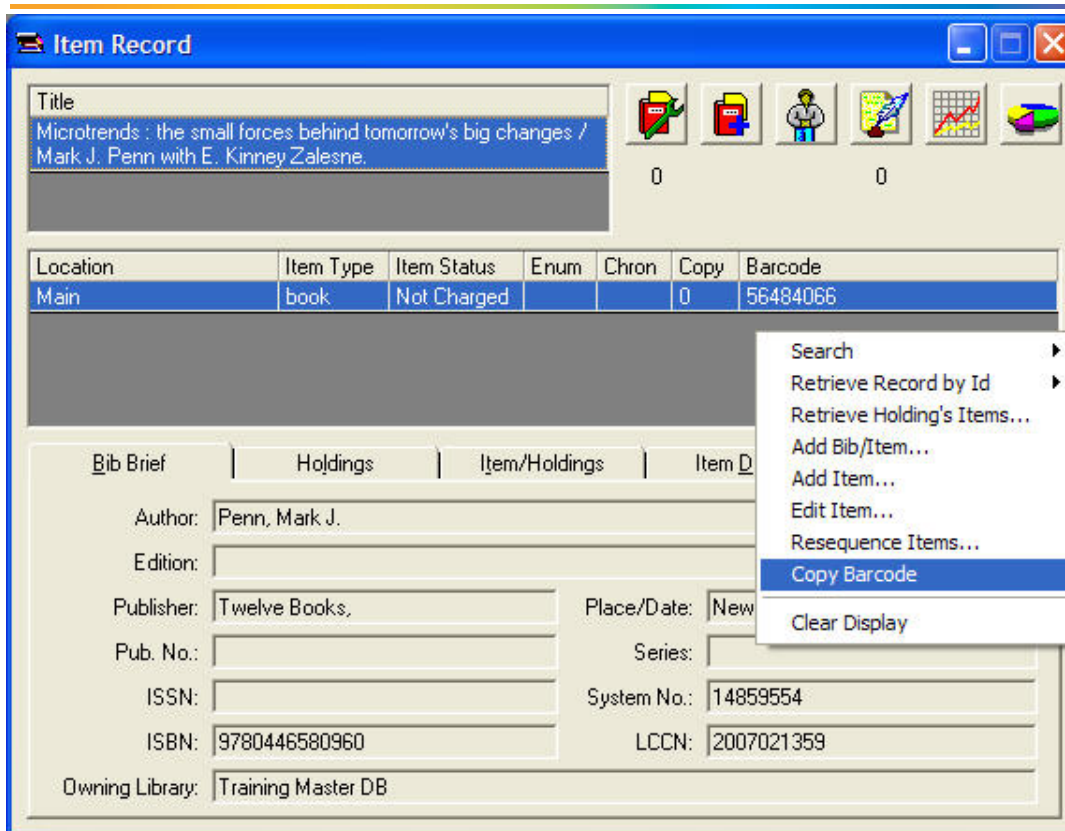 Item Record
Title
Microtrends : the small forces behind tomorrow's big changes /
Mark J. Penn with E. Kinney Zalesne.
0 0
Location Item Type Item Status Enum Chron Copy Barcode
Main book Not Charged 0 56484066
Search
Retrieve Record by Id
Retrieve Holding's Items...
Add Bib/Item...
Add Item...
Edit Item...
Resequence Items...
Copy Barcode
Clear Display
Bib Brief Holdings Item/Holdings Item D
Author: Penn, Mark J.
Edition:
Publisher: Twelve Books, Place/Date: New
Pub. No.: Series:
ISSN: System No.: 14859554
ISBN: 9780446580960 LCCN: 2007021359
Owning Library: Training Master DB